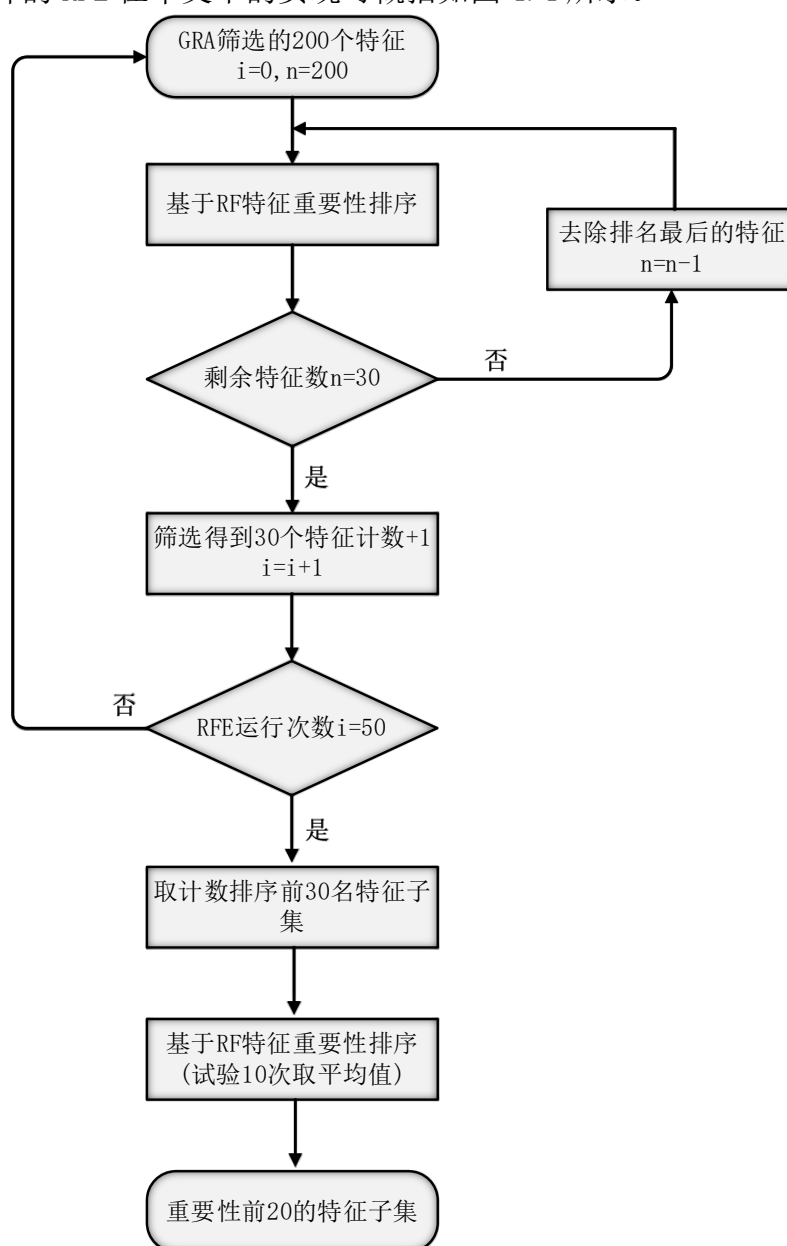 GRA筛选的200个特征
i=0,n=200
基于RF特征重要性排序
去除排名最后的特征
n=n-1
剩余特征数n=30
否
是
筛选得到30个特征计数+1
i=i+1
否
RFE运行次数i=50
是
取计数排序前30名特征子
集
基于RF特征重要性排序
(试验10次取平均值)
重要性前20的特征子集